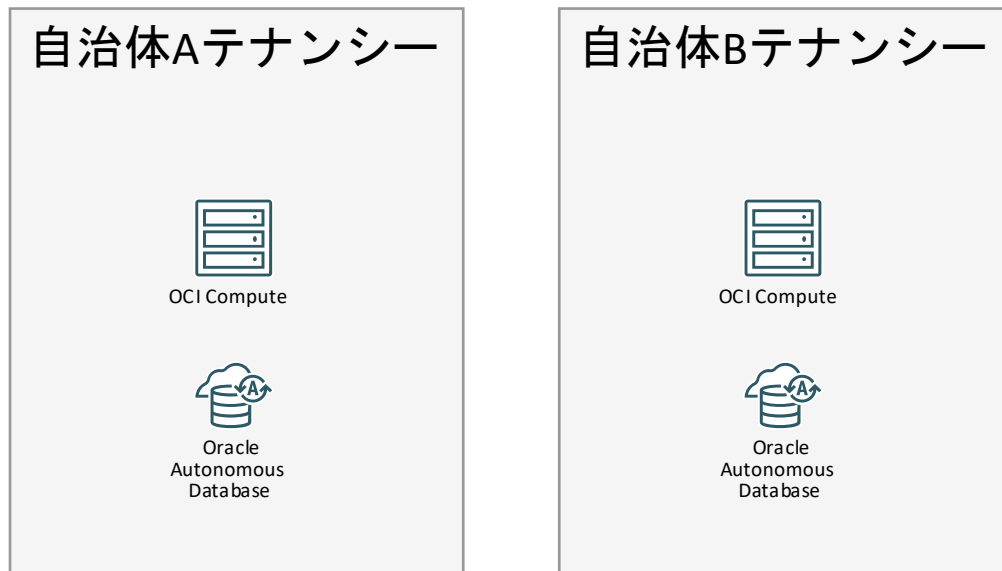 自治体Aテナンシー
OCI Compute
A
Oracle
Autonomous
Database
自治体Bテナンシー
OCI Compute
A
Oracle
Autonomous
Database